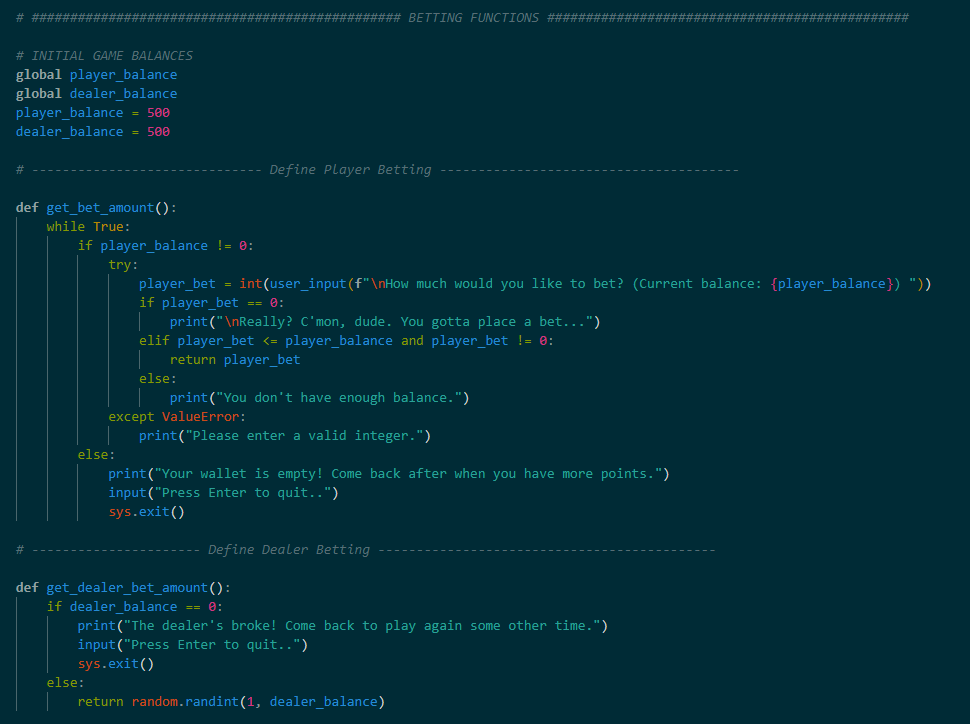 # ################################################ BETTING FUNCTIONS ###############################################
# INITIAL GAME BALANCES
global player_balance
global dealer_balance
player_balance = 500
dealer_balance = 500
# ------------------------------ Define Player Betting ---------------------------------------
def get_bet_amount():
    while True:
        if player_balance != 0:
            try:
                player_bet = int(user_input(f"\nHow much would you like to bet? (Current balance: {player_balance}) "))
                if player_bet == 0:
                    print("\nReally? C'mon, dude. You gotta place a bet...")
                elif player_bet <= player_balance and player_bet != 0:
                    return player_bet
                else:
                    print("You don't have enough balance.")
            except ValueError:
                print("Please enter a valid integer.")
        else:
            print("Your wallet is empty! Come back after when you have more points.")
            input("Press Enter to quit..")
            sys.exit()
# ---------------------- Define Dealer Betting --------------------------------------------
def get_dealer_bet_amount():
    if dealer_balance == 0:
        print("The dealer's broke! Come back to play again some other time.")
        input("Press Enter to quit..")
        sys.exit()
    else:
        return random.randint(1, dealer_balance)